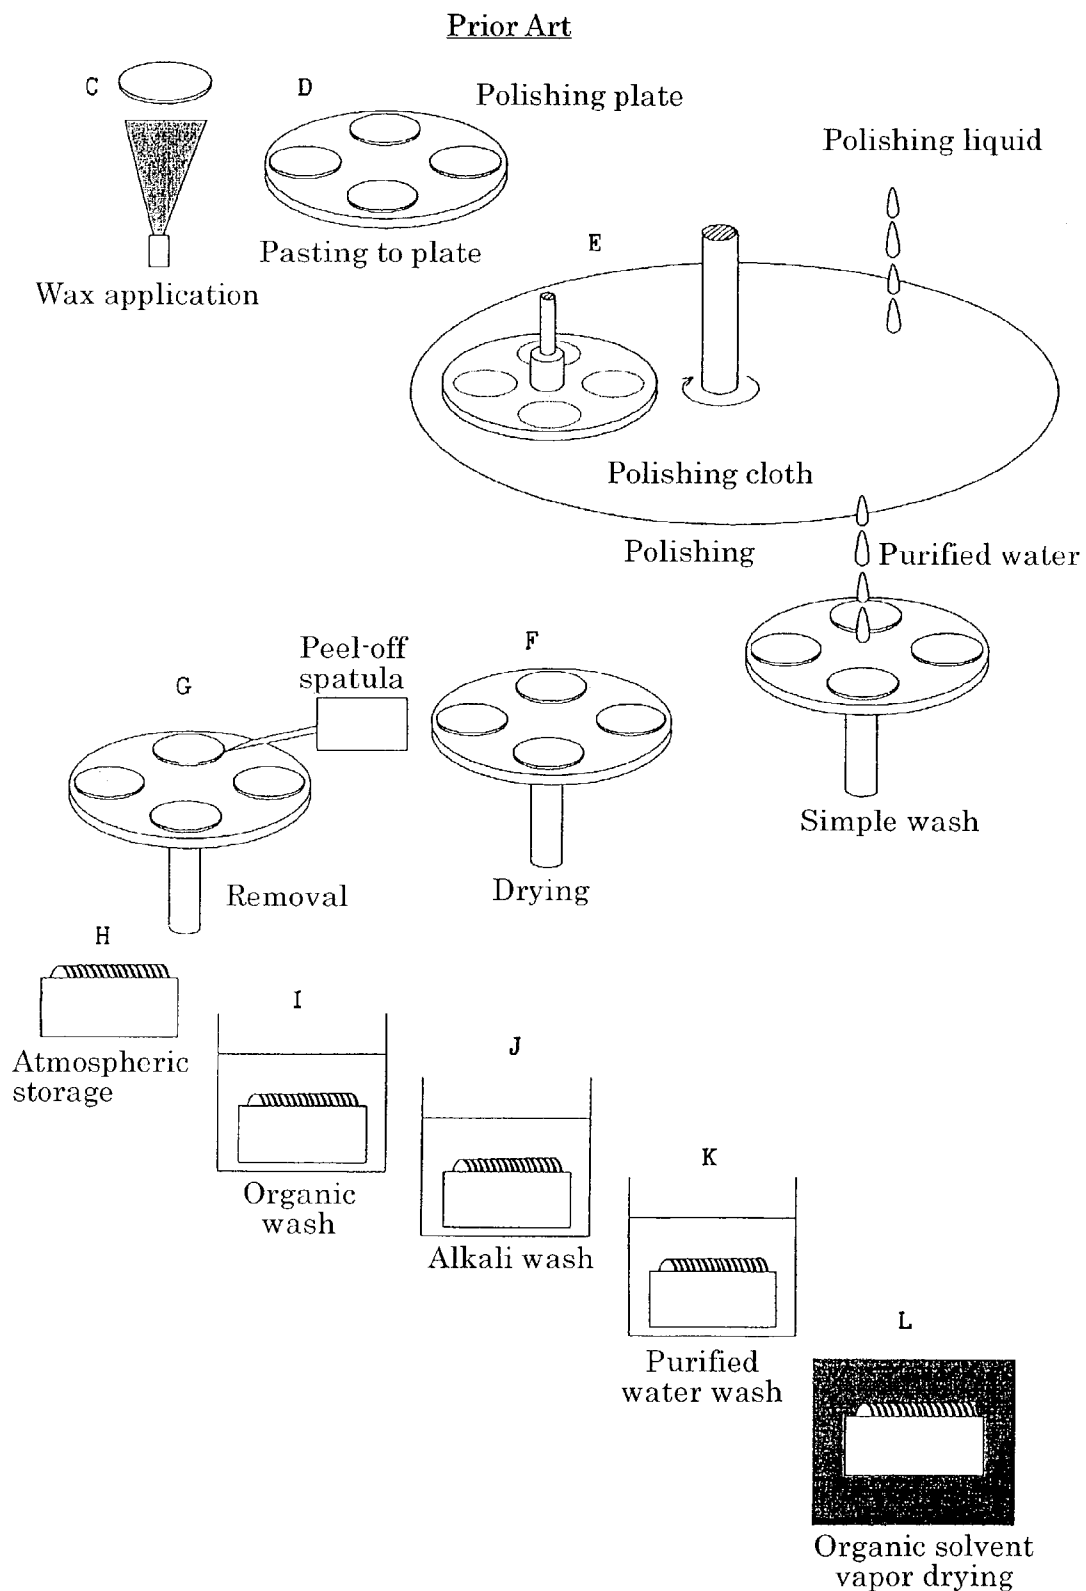 Prior Art
C
D
Polishing plate
Polishing liquid
Pasting to plate
E
Wax application
Polishing cloth
Polishing
Purified water
Peel-off
spatula
F
G
Simple wash
Removal
Drying
H
Atmospheric
storage
I
Organic
wash
J
Alkali wash
K
Purified
water wash
L
Organic solvent
vapor drying